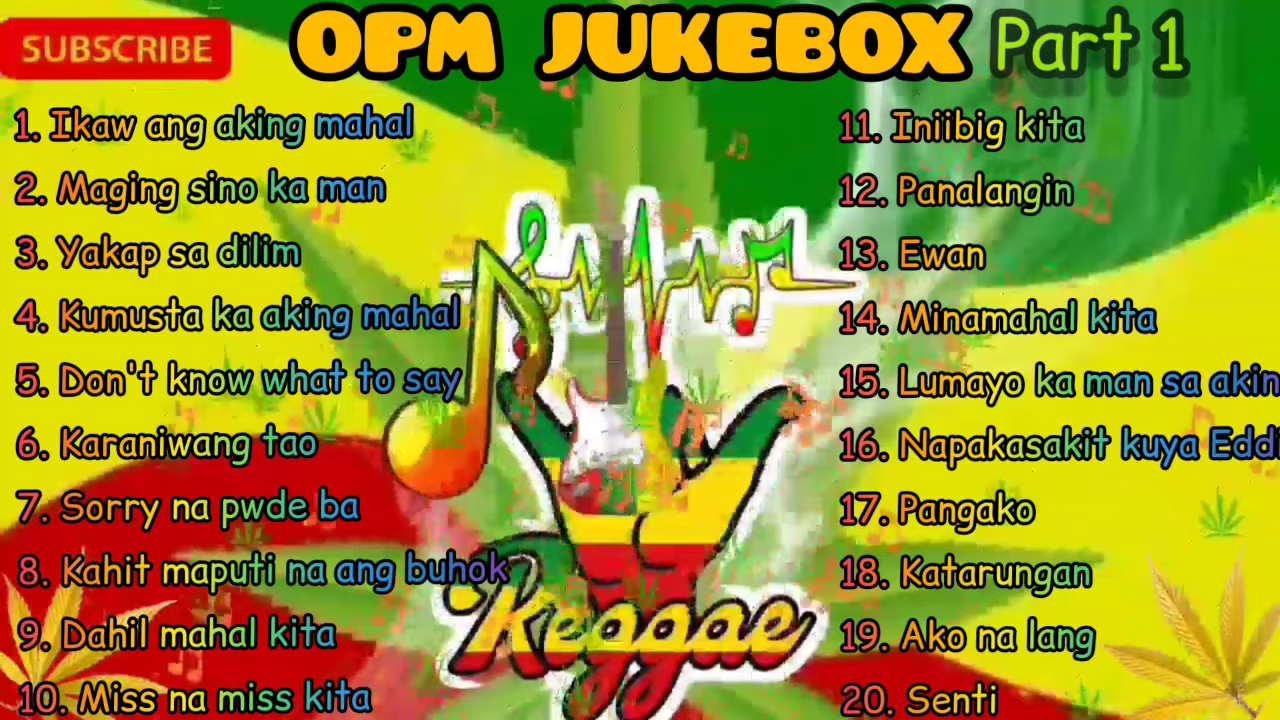 SUBSCRIBE
OPM JUKEBOX Part 1
1. Ikaw ang aking mahal
2. Maging sino ka man
3. Yakap sa dilim
4. Kumusta ka aking mahal
5. Don't know what to say
6. Karaniwang tao
7. Sorry na pwde ba
8. Kahit maputi na ang buhok
9. Dahil mahal kita
10. Miss na miss kita
11. Iniibig kita
12. Panalangin
13. Ewan
14. Minamahal kita
15. Lumayo ka man sa akin
16. Napakasakit kuya Eddi
17. Pangako
18. Katarungan
19. Ako na lang
20. Senti
Reggae